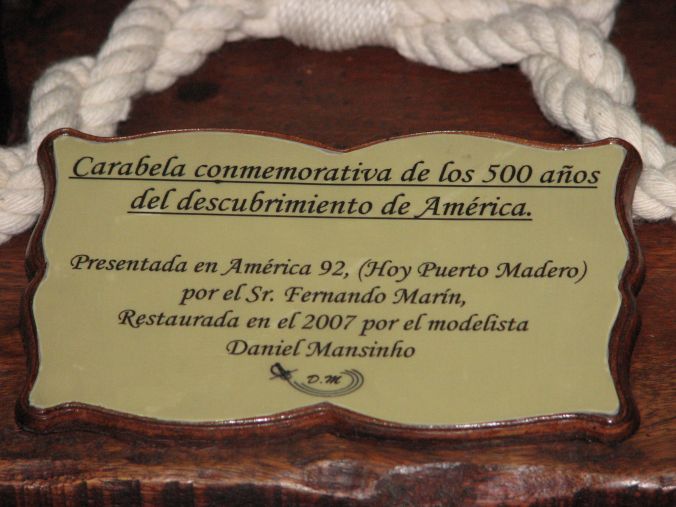 Carabela conmemorativa de los 500 años
del descubrimiento de América.
Presentada en América 92, (Hoy Puerto Madero)
por el Sr. Fernando Marín,
Restaurada en el 2007 por el modelista
Daniel Mansinho
D.M